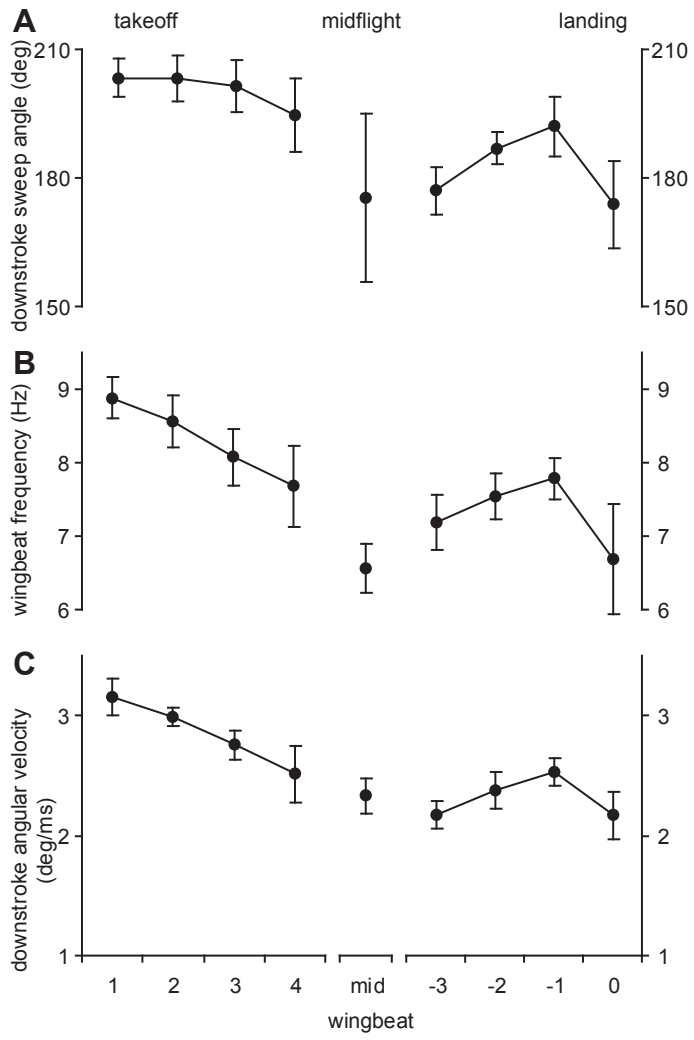 A takeoff midflight landing
210 210
180 180
150 150
downstroke sweep angle (deg)
B
9 9
8 8
7 7
6 6
wingbeat frequency (Hz)
C
3 3
2 2
1 1
downstroke angular velocity
(deg/ms)
1 2 3 4 mid -3 -2 -1 0
wingbeat